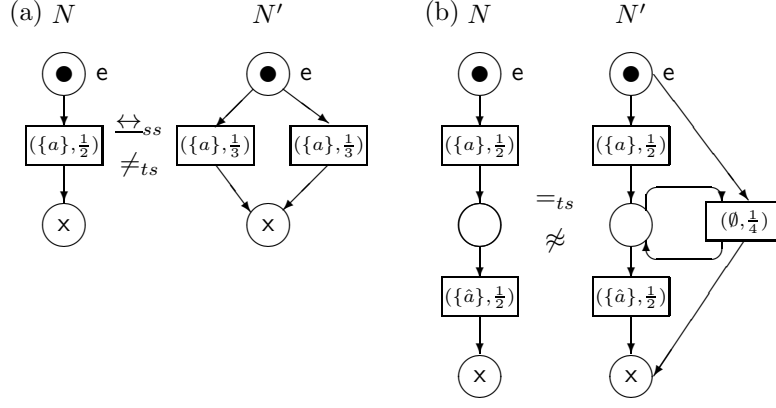 (a) N N′ (b) N N′
e e e e
({a},½) ↔ss ({a},⅓) ({a},⅓) ({a},½) ({a},½)
≠ts
=ts (∅,¼)
x x ≉
({â},½) ({â},½)
x x